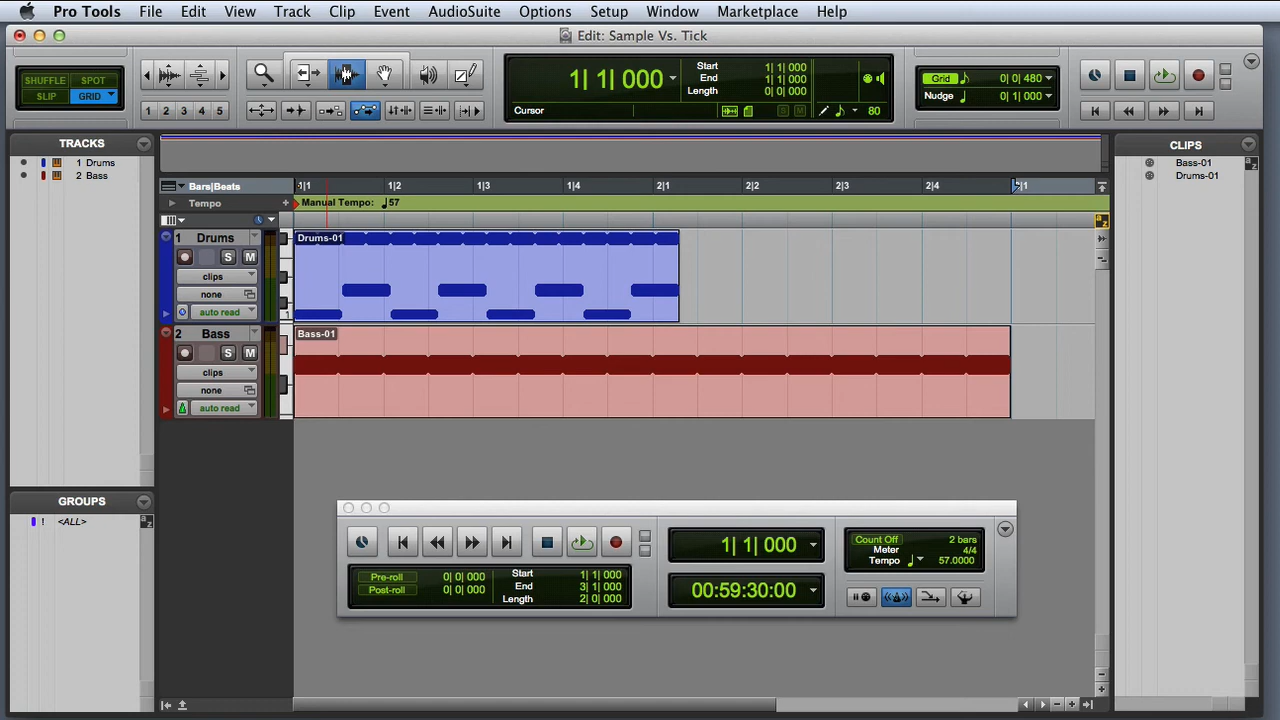 Pro Tools File Edit View Track Clip Event AudioSuite Options Setup Window Marketplace Help
Edit: Sample Vs. Tick
SHUFFLE SPOT
SLIP GRID
1 2 3 4 5
1| 1| 000
Start 1| 1| 000
End 1| 1| 000
Length 0| 0| 000
Cursor
80
Grid 0| 0| 480
Nudge 0| 1| 000
TRACKS
1 Drums
2 Bass
GROUPS
! <ALL>
Bars|Beats
1|2 1|3 1|4 2|1 2|2 2|3 2|4
Tempo + Manual Tempo: 57
1 Drums
S M
clips
none
auto read
Drums-01
1
2 Bass
S M
clips
none
auto read
Bass-01
CLIPS
Bass-01
Drums-01
Pre-roll 0| 0| 000
Post-roll 0| 0| 000
Start 1| 1| 000
End 3| 1| 000
Length 2| 0| 000
1| 1| 000
00:59:30:00
Count Off 2 bars
Meter 4/4
Tempo 57.0000